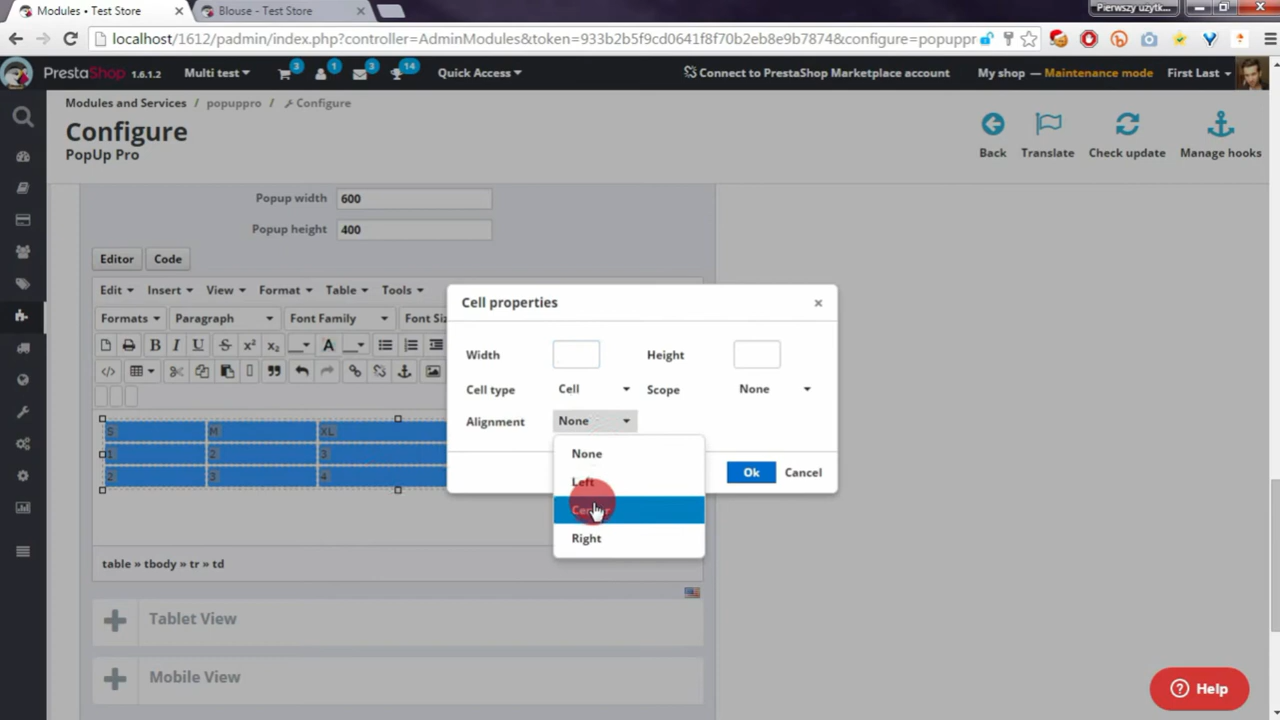 Modules • Test Store
Blouse - Test Store
Pierwszy użytk...
localhost/1612/padmin/index.php?controller=AdminModules&token=933b2b5f9cd0641f8f70b2eb8e9b7874&configure=popuppr
PrestaShop 1.6.1.2
Multi test
3
1
3
14
Quick Access
Connect to PrestaShop Marketplace account
My shop – Maintenance mode
First Last
Modules and Services / popuppro / Configure
Configure
PopUp Pro
Back
Translate
Check update
Manage hooks
Popup width
600
Popup height
400
Editor
Code
Edit
Insert
View
Format
Table
Tools
Formats
Paragraph
Font Family
Font Siz
Cell properties
×
Width
Height
Cell type
Cell
Scope
None
Alignment
None
None
Left
Center
Right
Ok
Cancel
S M XL
1 2 3
2 3 4
table » tbody » tr » td
Tablet View
Mobile View
Help